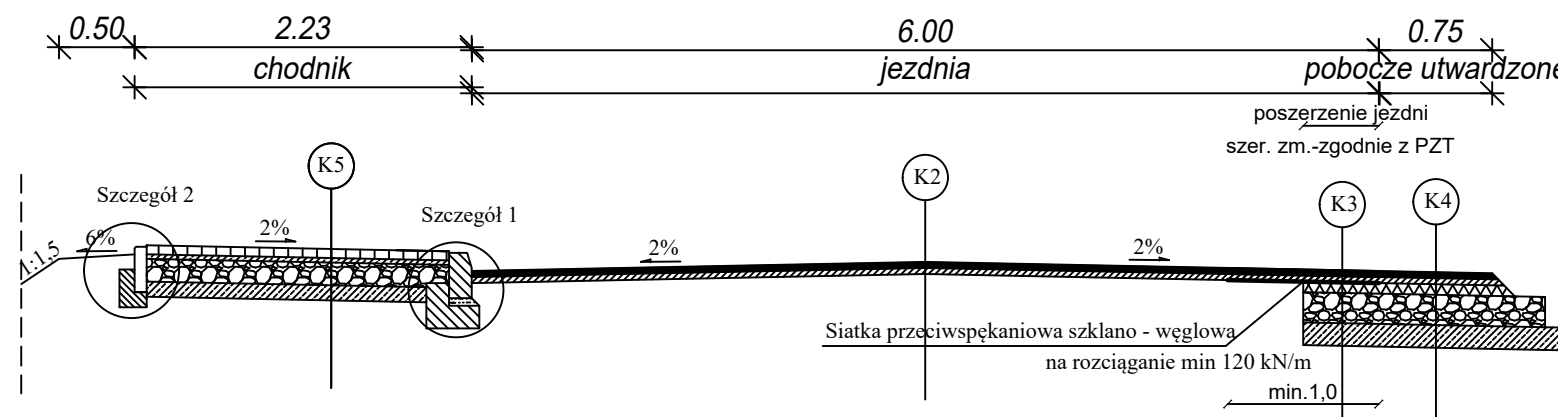 0.50 2.23 6.00 0.75
chodnik jezdnia pobocze utwardzone
poszerzenie jezdni
szer. zm.-zgodnie z PZT
K5 K2 K3 K4
Szczegół 2 Szczegół 1
1:1,5 6% 2% 2% 2%
Siatka przeciwspękaniowa szklano - węglowa
na rozciąganie min 120 kN/m
min.1,0